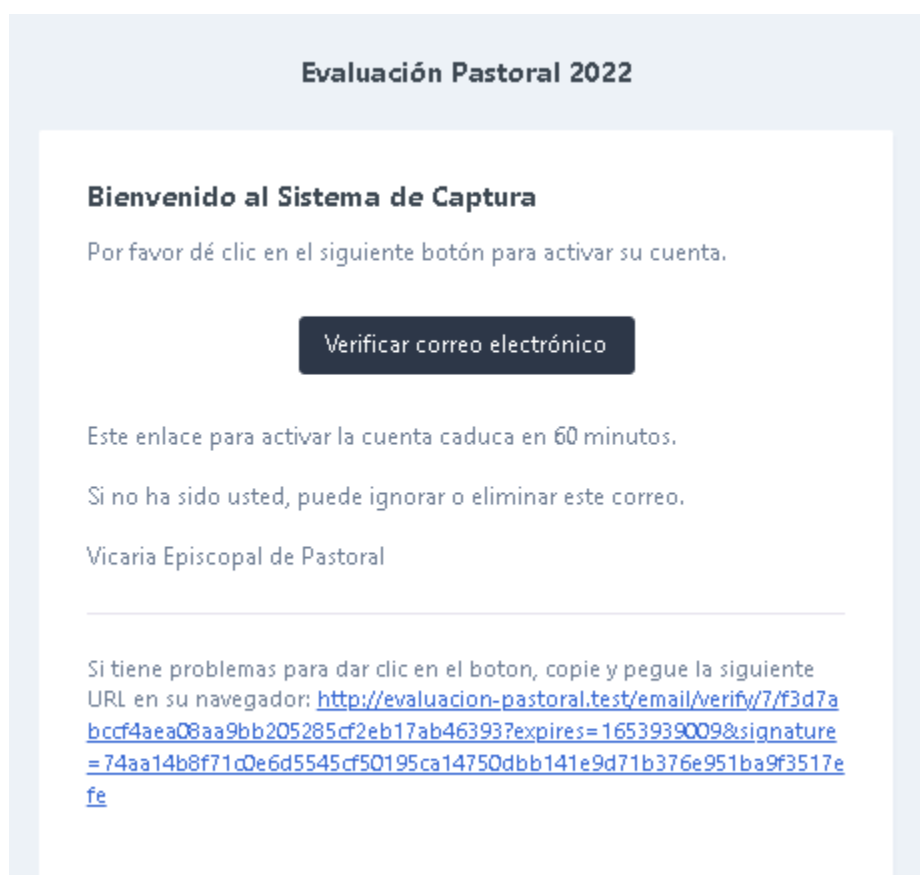 Evaluación Pastoral 2022
Bienvenido al Sistema de Captura
Por favor dé clic en el siguiente botón para activar su cuenta.
Verificar correo electrónico
Este enlace para activar la cuenta caduca en 60 minutos.
Si no ha sido usted, puede ignorar o eliminar este correo.
Vicaria Episcopal de Pastoral
Si tiene problemas para dar clic en el boton, copie y pegue la siguiente
URL en su navegador: http://evaluacion-pastoral.test/email/verify/7/f3d7a
bccf4aea08aa9bb205285cf2eb17ab46393?expires=1653939009&signature
=74aa14b8f71c0e6d5545cf50195ca14750dbb141e9d71b376e951ba9f3517e
fe